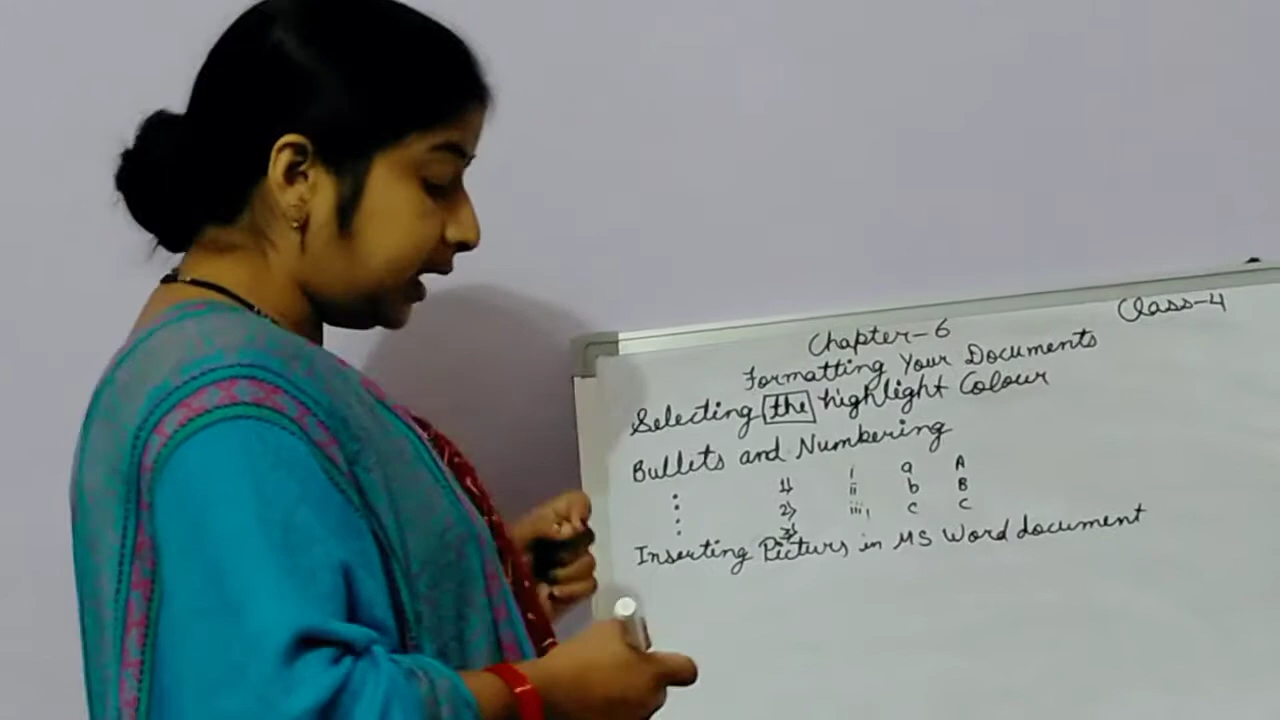 Class-4
Chapter-6
Formatting Your Documents
Selecting the highlight Colour
Bullets and Numbering
• 1) i a A
• 2) ii b B
• 3) iii, c C
Inserting Picturs in MS Word document